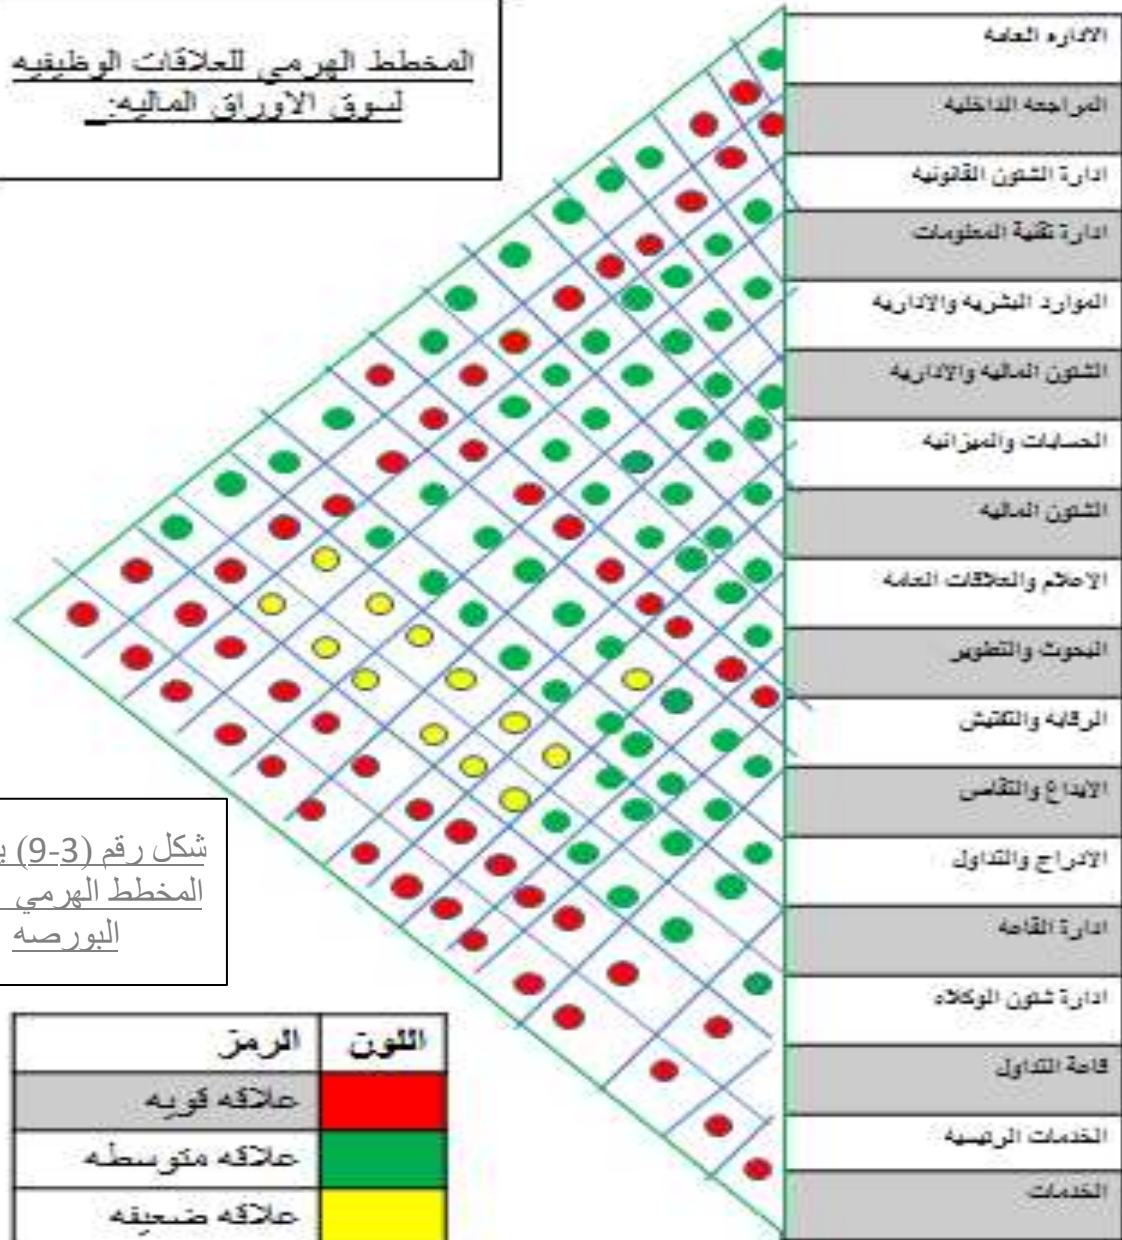 المخطط الهرمي للعلاقات الوظيفيه
لسوق الاوراق الماليه:_
الاداره العامه
المراجعه الداخليه
ادارة الشئون القانونيه
ادارة تقنية المعلومات
الموارد البشريه والاداريه
الشئون الماليه والاداريه
الحسابات والميزانيه
الشئون الماليه
الاعلام والعلاقات العامه
البحوث والتطوير
الرقابه والتفتيش
الايداع والتقاص
الادراج والتداول
ادارة القاعه
ادارة شئون الوكلاء
قاعة التداول
الخدمات الرئيسيه
الخدمات
شكل رقم (3-9)
المخطط الهرمي
البورصه
اللون الرمز
علاقه قويه
علاقه متوسطه
علاقه ضعيفه